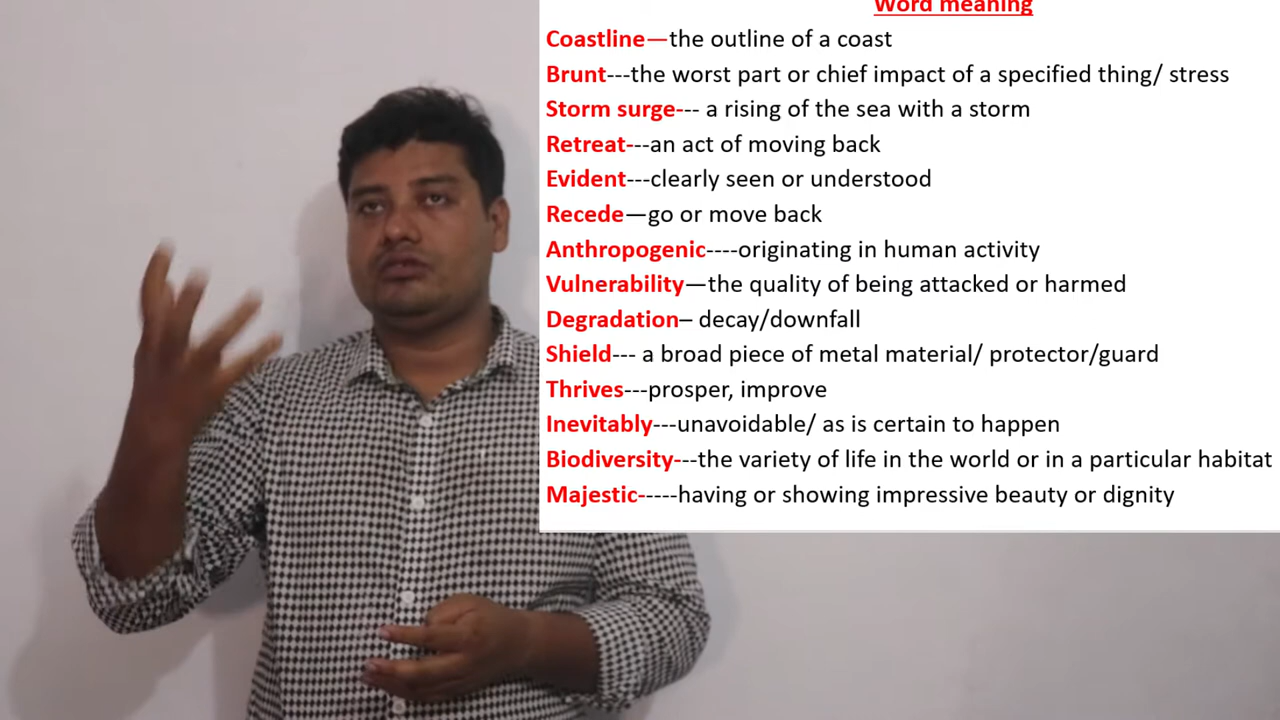 Word meaning
Coastline—the outline of a coast
Brunt---the worst part or chief impact of a specified thing/ stress
Storm surge--- a rising of the sea with a storm
Retreat---an act of moving back
Evident---clearly seen or understood
Recede—go or move back
Anthropogenic----originating in human activity
Vulnerability—the quality of being attacked or harmed
Degradation– decay/downfall
Shield--- a broad piece of metal material/ protector/guard
Thrives---prosper, improve
Inevitably---unavoidable/ as is certain to happen
Biodiversity---the variety of life in the world or in a particular habitat
Majestic-----having or showing impressive beauty or dignity